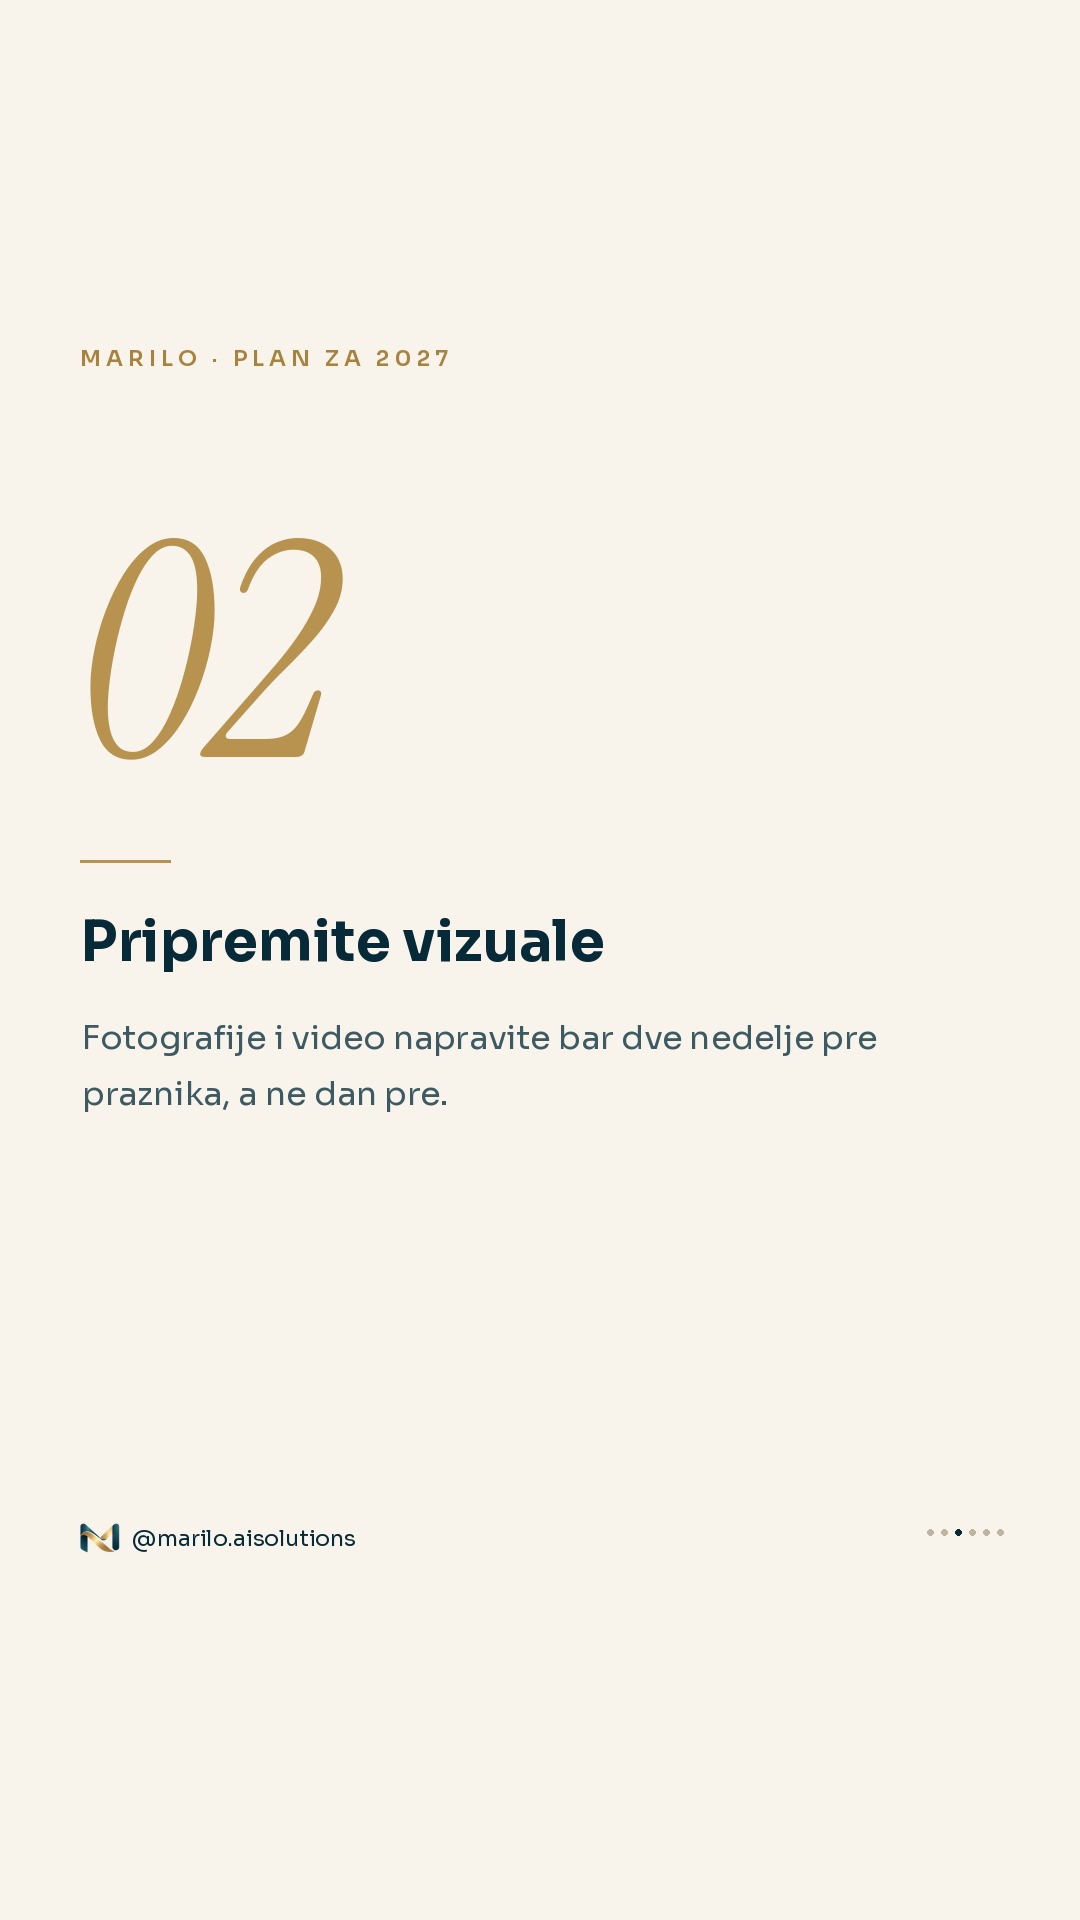 MARILO · PLAN ZA 2027
02
Pripremite vizuale
Fotografije i video napravite bar dve nedelje pre
praznika, a ne dan pre.
@marilo.aisolutions